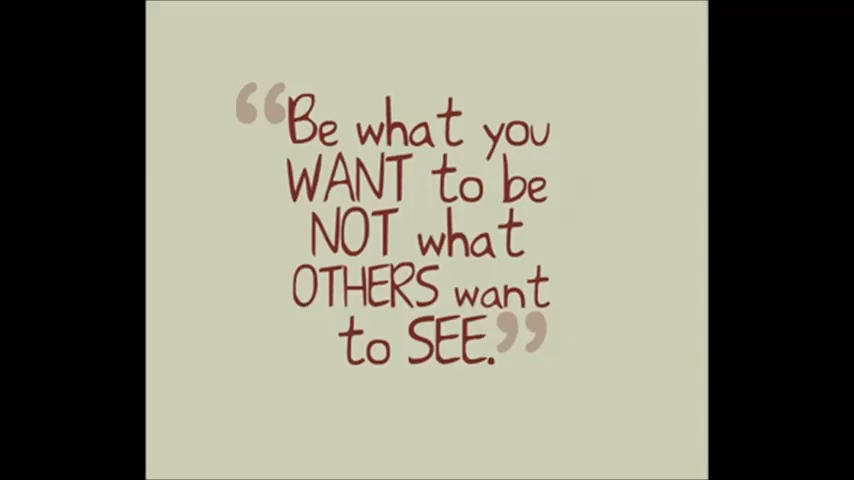 “Be what you
WANT to be
NOT what
OTHERS want
to SEE.”